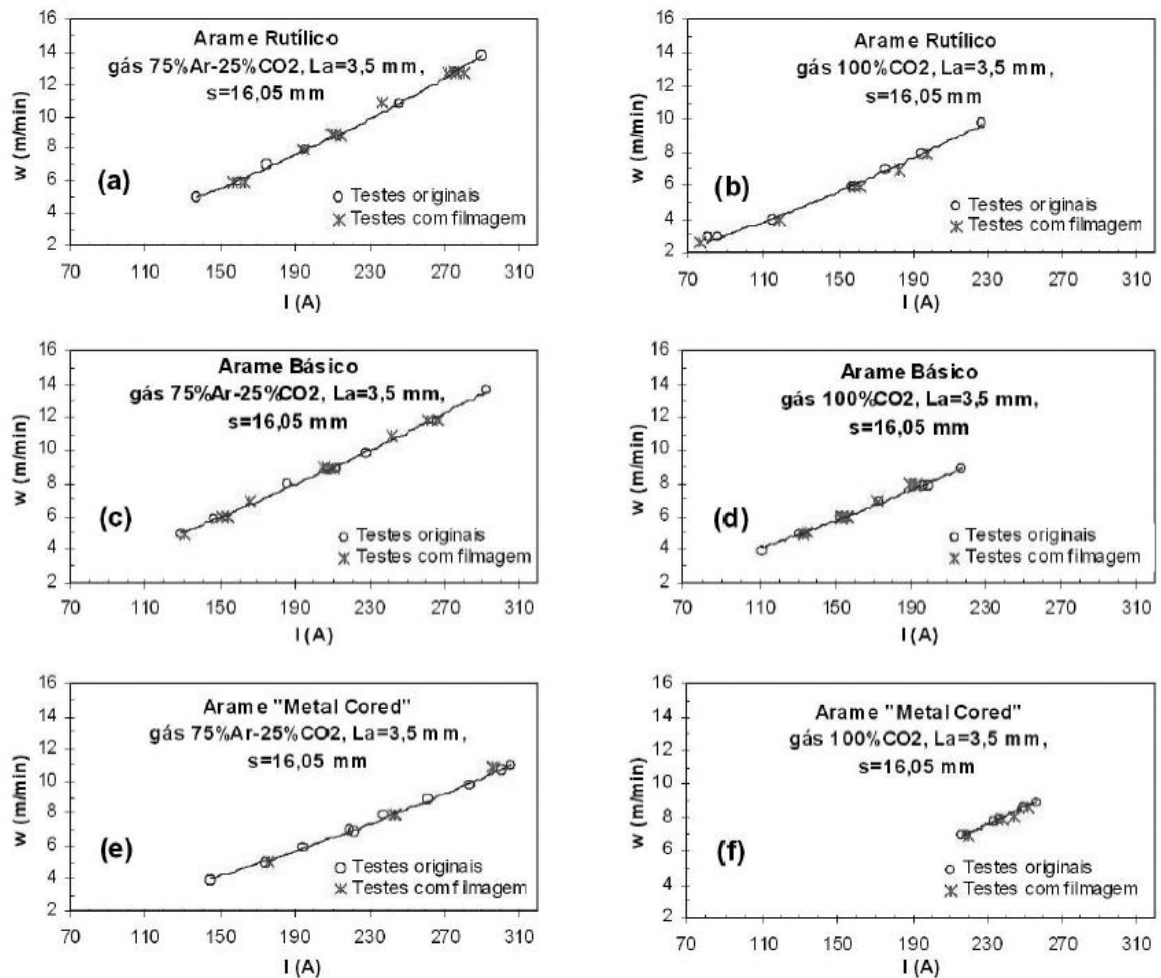 Arame Rutílico
gás 75%Ar-25%CO2, La=3,5 mm,
s=16,05 mm
w (m/min)
16
14
12
10
8
6
4
2
(a)
Testes originais
Testes com filmagem
70 110 150 190 230 270 310
I (A)
Arame Rutílico
gás 100%CO2, La=3,5 mm,
s=16,05 mm
w (m/min)
16
14
12
10
8
6
4
2
(b)
Testes originais
Testes com filmagem
70 110 150 190 230 270 310
I (A)
Arame Básico
gás 75%Ar-25%CO2, La=3,5 mm,
s=16,05 mm
w (m/min)
16
14
12
10
8
6
4
2
(c)
Testes originais
Testes com filmagem
70 110 150 190 230 270 310
I (A)
Arame Básico
gás 100%CO2, La=3,5 mm,
s=16,05 mm
w (m/min)
16
14
12
10
8
6
4
2
(d)
Testes originais
Testes com filmagem
70 110 150 190 230 270 310
I (A)
Arame "Metal Cored"
gás 75%Ar-25%CO2, La=3,5 mm,
s=16,05 mm
w (m/min)
16
14
12
10
8
6
4
2
(e)
Testes originais
Testes com filmagem
70 110 150 190 230 270 310
I (A)
Arame "Metal Cored"
gás 100%CO2, La=3,5 mm,
s=16,05 mm
w (m/min)
16
14
12
10
8
6
4
2
(f)
Testes originais
Testes com filmagem
70 110 150 190 230 270 310
I (A)